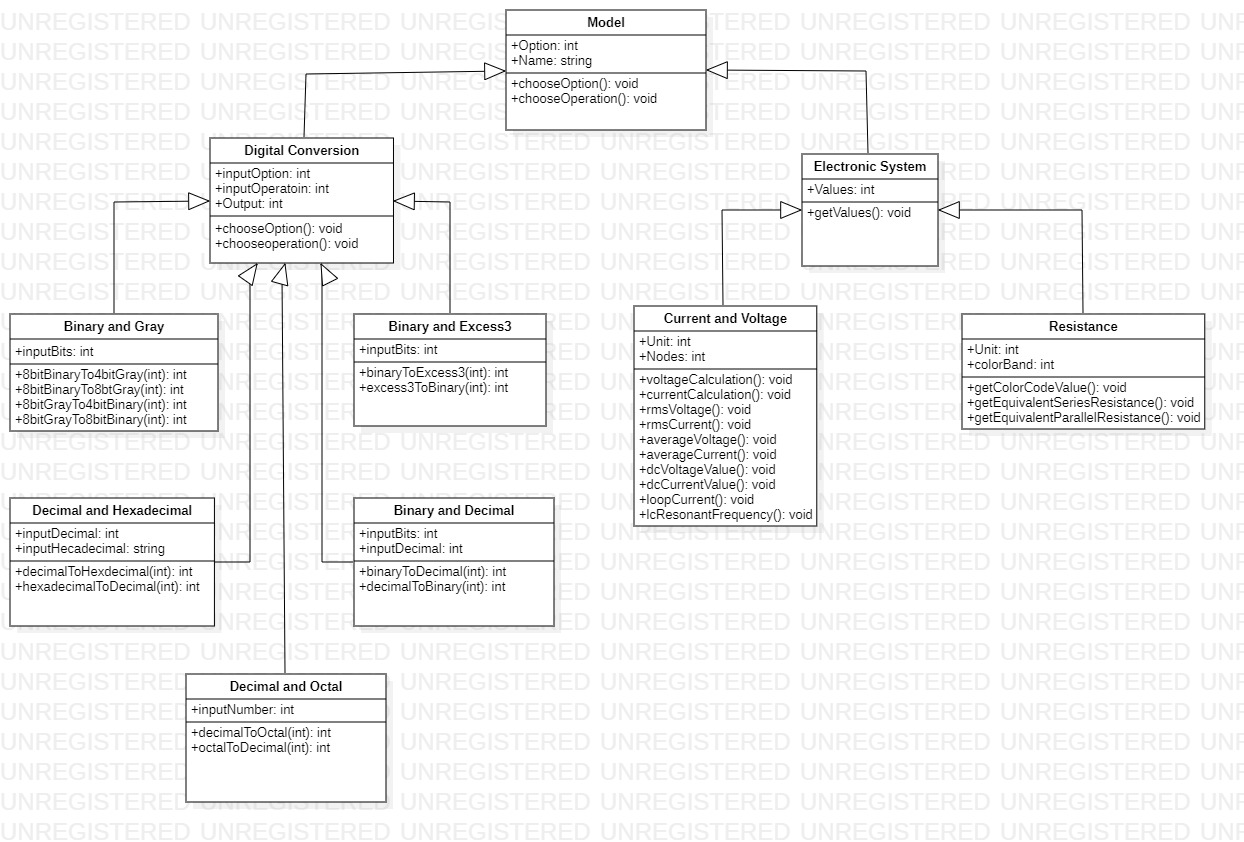 Model
+Option: int
+Name: string
+chooseOption(): void
+chooseOperation(): void
Digital Conversion
+inputOption: int
+inputOperatoin: int
+Output: int
+chooseOption(): void
+chooseoperation(): void
Electronic System
+Values: int
+getValues(): void
Binary and Gray
+inputBits: int
+8bitBinaryTo4bitGray(int): int
+8bitBinaryTo8btGray(int): int
+8bitGrayTo4bitBinary(int): int
+8bitGrayTo8bitBinary(int): int
Binary and Excess3
+inputBits: int
+binaryToExcess3(int): int
+excess3ToBinary(int): int
Current and Voltage
+Unit: int
+Nodes: int
+voltageCalculation(): void
+currentCalculation(): void
+rmsVoltage(): void
+rmsCurrent(): void
+averageVoltage(): void
+averageCurrent(): void
+dcVoltageValue(): void
+dcCurrentValue(): void
+loopCurrent(): void
+lcResonantFrequency(): void
Resistance
+Unit: int
+colorBand: int
+getColorCodeValue(): void
+getEquivalentSeriesResistance(): void
+getEquivalentParallelResistance(): void
Decimal and Hexadecimal
+inputDecimal: int
+inputHecadecimal: string
+decimalToHexdecimal(int): int
+hexadecimalToDecimal(int): int
Binary and Decimal
+inputBits: int
+inputDecimal: int
+binaryToDecimal(int): int
+decimalToBinary(int): int
Decimal and Octal
+inputNumber: int
+decimalToOctal(int): int
+octalToDecimal(int): int
UNREGISTERED